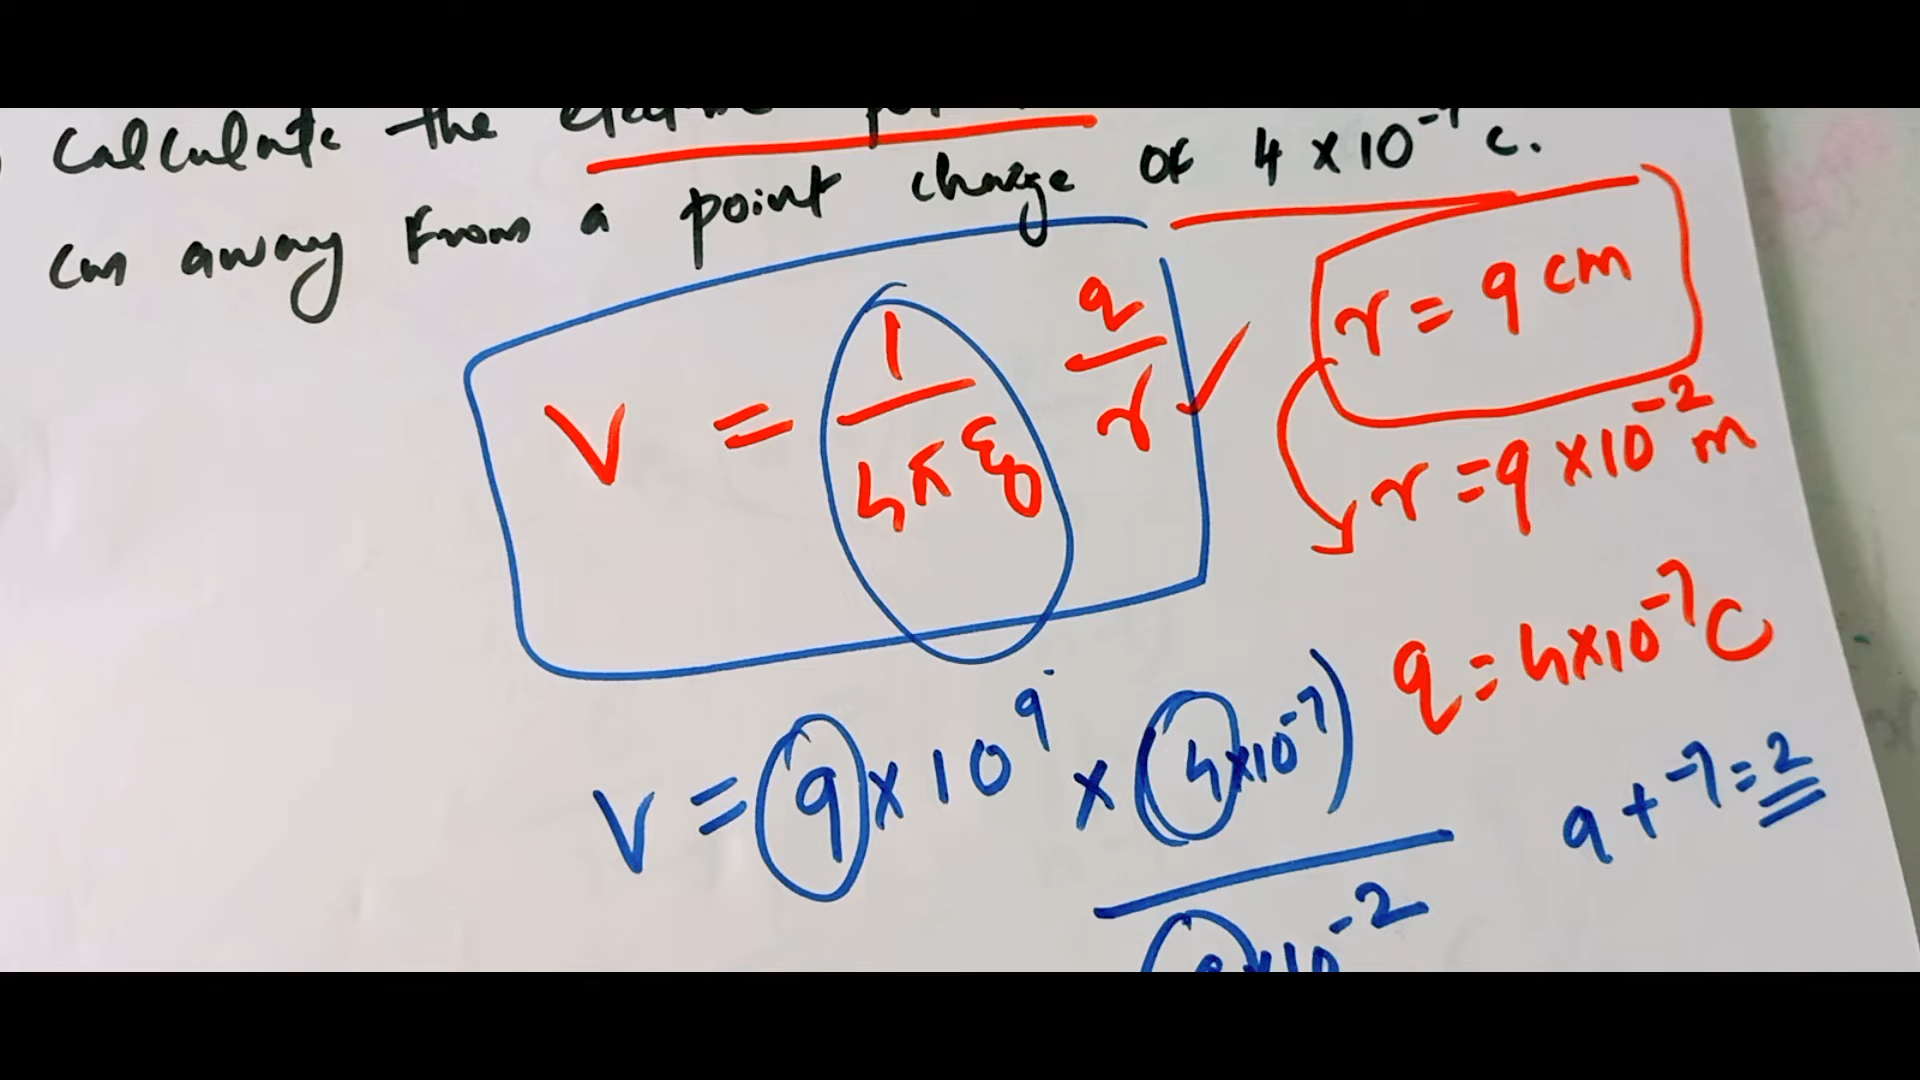 Calculate the
cm away from a point charge of 4 × 10⁻⁷ c.
V = 1/4πε₀ q/r ✓
r = 9 cm
r = 9 × 10⁻² m
q = 4×10⁻⁷ C
V = 9 × 10⁹ × (4×10⁻⁷)
9 + -7 = 2
×10⁻²